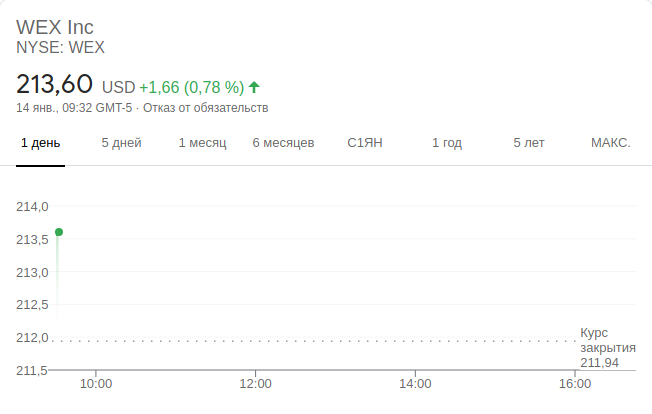 WEX Inc
NYSE: WEX
213,60 USD +1,66 (0,78 %)
14 янв., 09:32 GMT-5 · Отказ от обязательств
1 день 5 дней 1 месяц 6 месяцев С1ЯН 1 год 5 лет МАКС.
214,0
213,5
213,0
212,5
212,0
211,5
Курс
закрытия
211,94
10:00 12:00 14:00 16:00